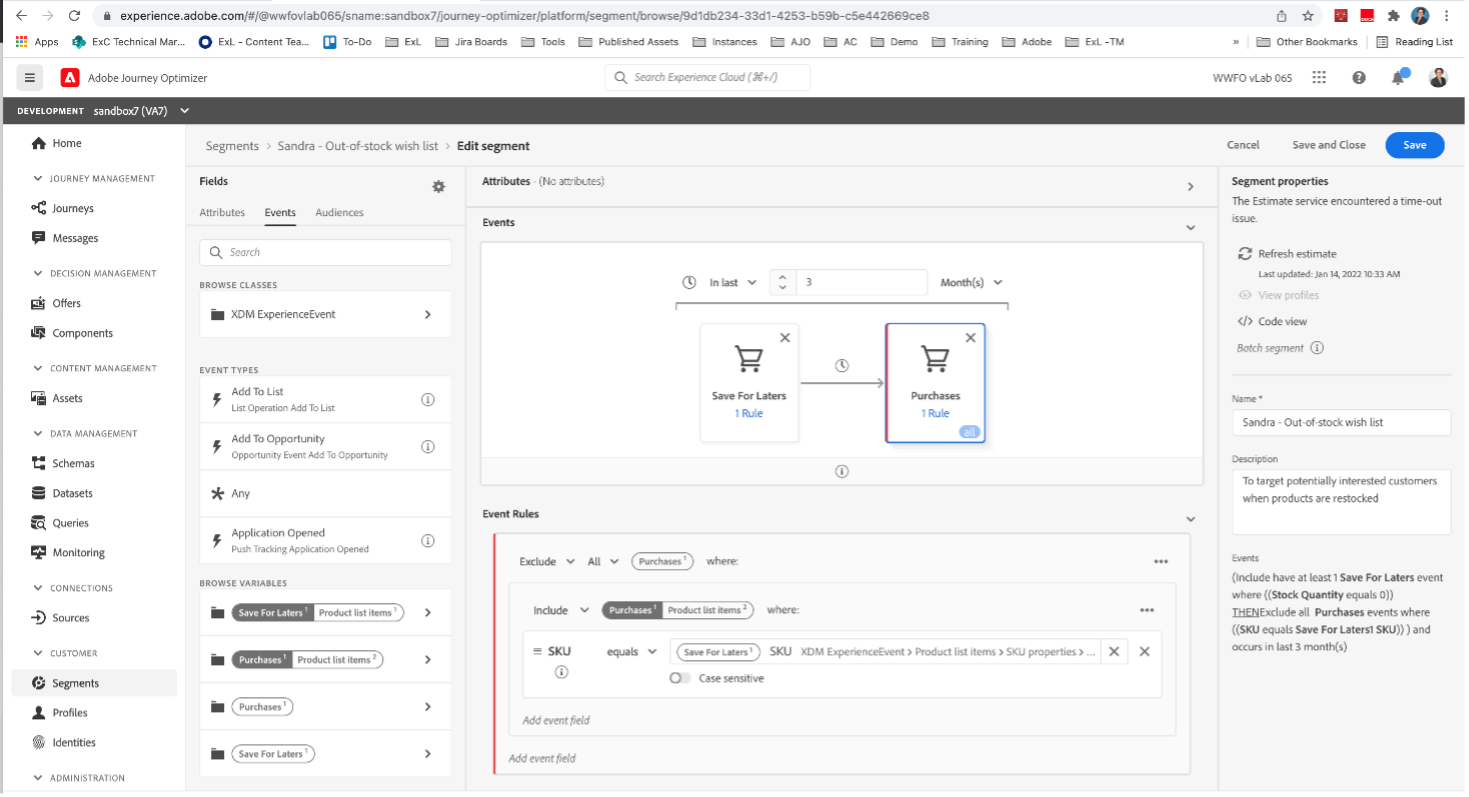 experience.adobe.com/#/@wwfovlab065/sname:sandbox7/journey-optimizer/platform/segment/browse/9d1db234-33d1-4253-b59b-c5e442669ce8
Apps ExC Technical Mar... ExL – Content Tea... To-Do ExL Jira Boards Tools Published Assets Instances AJO AC Demo Training Adobe ExL -TM » Other Bookmarks Reading List
Adobe Journey Optimizer
Search Experience Cloud (⌘+/)
WWFO vLab 065
DEVELOPMENT sandbox7 (VA7)
Home
JOURNEY MANAGEMENT
Journeys
Messages
DECISION MANAGEMENT
Offers
Components
CONTENT MANAGEMENT
Assets
DATA MANAGEMENT
Schemas
Datasets
Queries
Monitoring
CONNECTIONS
Sources
CUSTOMER
Segments
Profiles
Identities
ADMINISTRATION
Segments > Sandra - Out-of-stock wish list > Edit segment
Cancel
Save and Close
Save
Fields
Attributes Events Audiences
Search
BROWSE CLASSES
XDM ExperienceEvent
EVENT TYPES
Add To List
List Operation Add To List
Add To Opportunity
Opportunity Event Add To Opportunity
Any
Application Opened
Push Tracking Application Opened
BROWSE VARIABLES
Save For Laters 1 Product list items 1
Purchases 1 Product list items 2
Purchases 1
Save For Laters 1
Attributes - (No attributes)
Events
In last 3 Month(s)
Save For Laters
1 Rule
Purchases
1 Rule
all
Event Rules
Exclude All Purchases 1 where:
Include Purchases 1 Product list items 2 where:
SKU equals Save For Laters 1 SKU XDM ExperienceEvent > Product list items > SKU properties > ...
Case sensitive
Add event field
Add event field
Segment properties
The Estimate service encountered a time-out
issue.
Refresh estimate
Last updated: Jan 14, 2022 10:33 AM
View profiles
</> Code view
Batch segment
Name *
Sandra - Out-of-stock wish list
Description
To target potentially interested customers
when products are restocked
Events
(Include have at least 1 Save For Laters event
where ((Stock Quantity equals 0))
THENExclude all Purchases events where
((SKU equals Save For Laters1 SKU)) ) and
occurs in last 3 month(s)